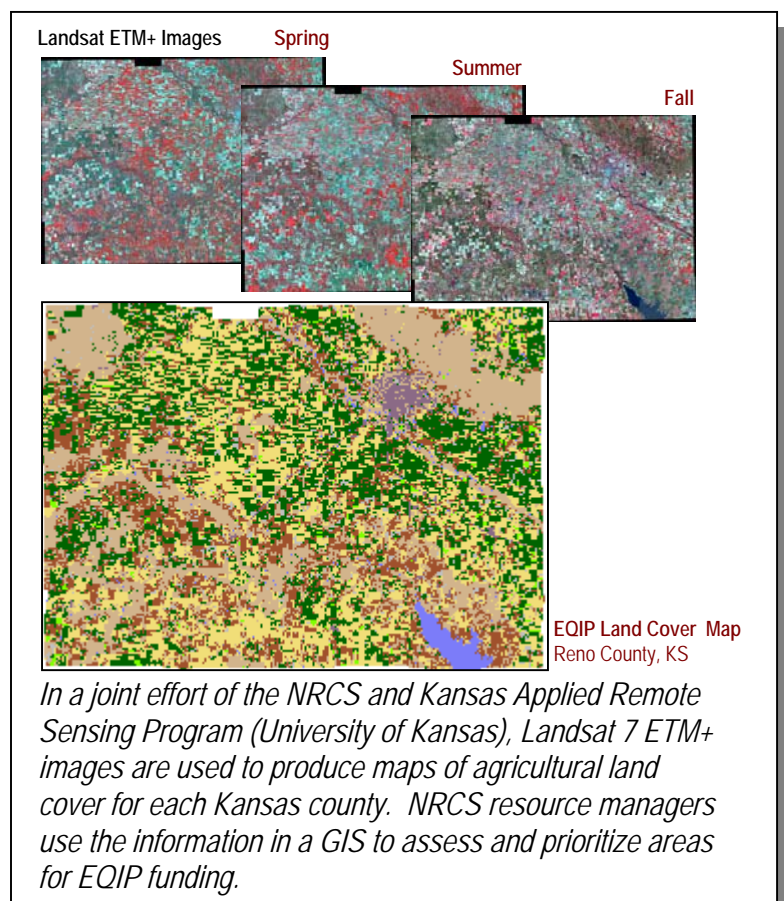 Landsat ETM+ Images
Spring
Summer
Fall
EQIP Land Cover Map
Reno County, KS
In a joint effort of the NRCS and Kansas Applied Remote
Sensing Program (University of Kansas), Landsat 7 ETM+
images are used to produce maps of agricultural land
cover for each Kansas county. NRCS resource managers
use the information in a GIS to assess and prioritize areas
for EQIP funding.